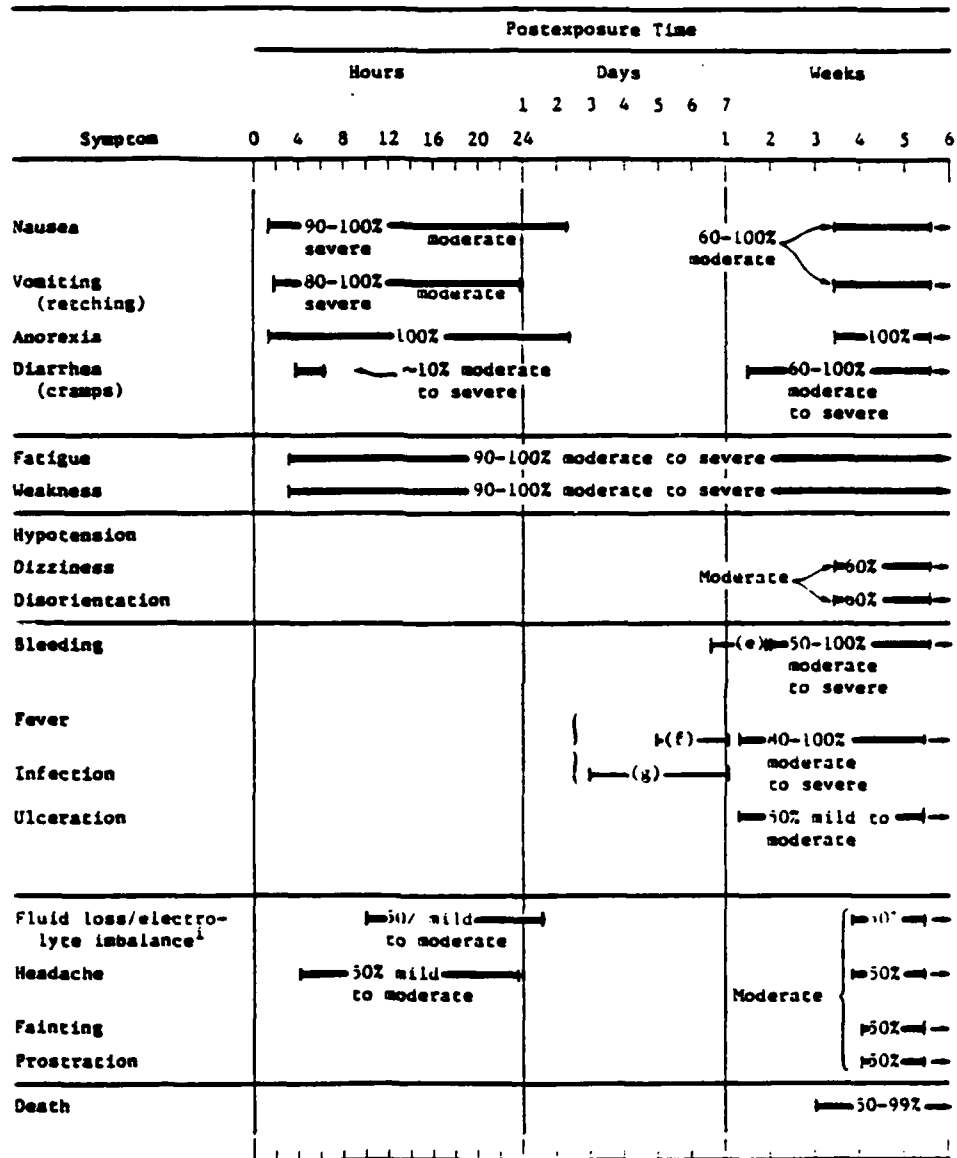 Postexposure Time
Hours Days Weeks
1 2 3 4 5 6 7
Symptom 0 4 8 12 16 20 24 1 2 3 4 5 6
Nausea 90-100% severe moderate
60-100% moderate
Vomiting (retching) 80-100% severe moderate
Anorexia 100% 100%
Diarrhea (cramps) ~10% moderate to severe 60-100% moderate to severe
Fatigue 90-100% moderate to severe
Weakness 90-100% moderate to severe
Hypotension
Dizziness 60%
Moderate
Disorientation 60%
Bleeding (e) 50-100% moderate to severe
Fever (f) 80-100% moderate to severe
Infection (g)
Ulceration 50% mild to moderate
Fluid loss/electro-
lyte imbalance i mild to moderate
Headache 50% mild to moderate 50%
Moderate
Fainting 50%
Prostration 50%
Death 50-99%